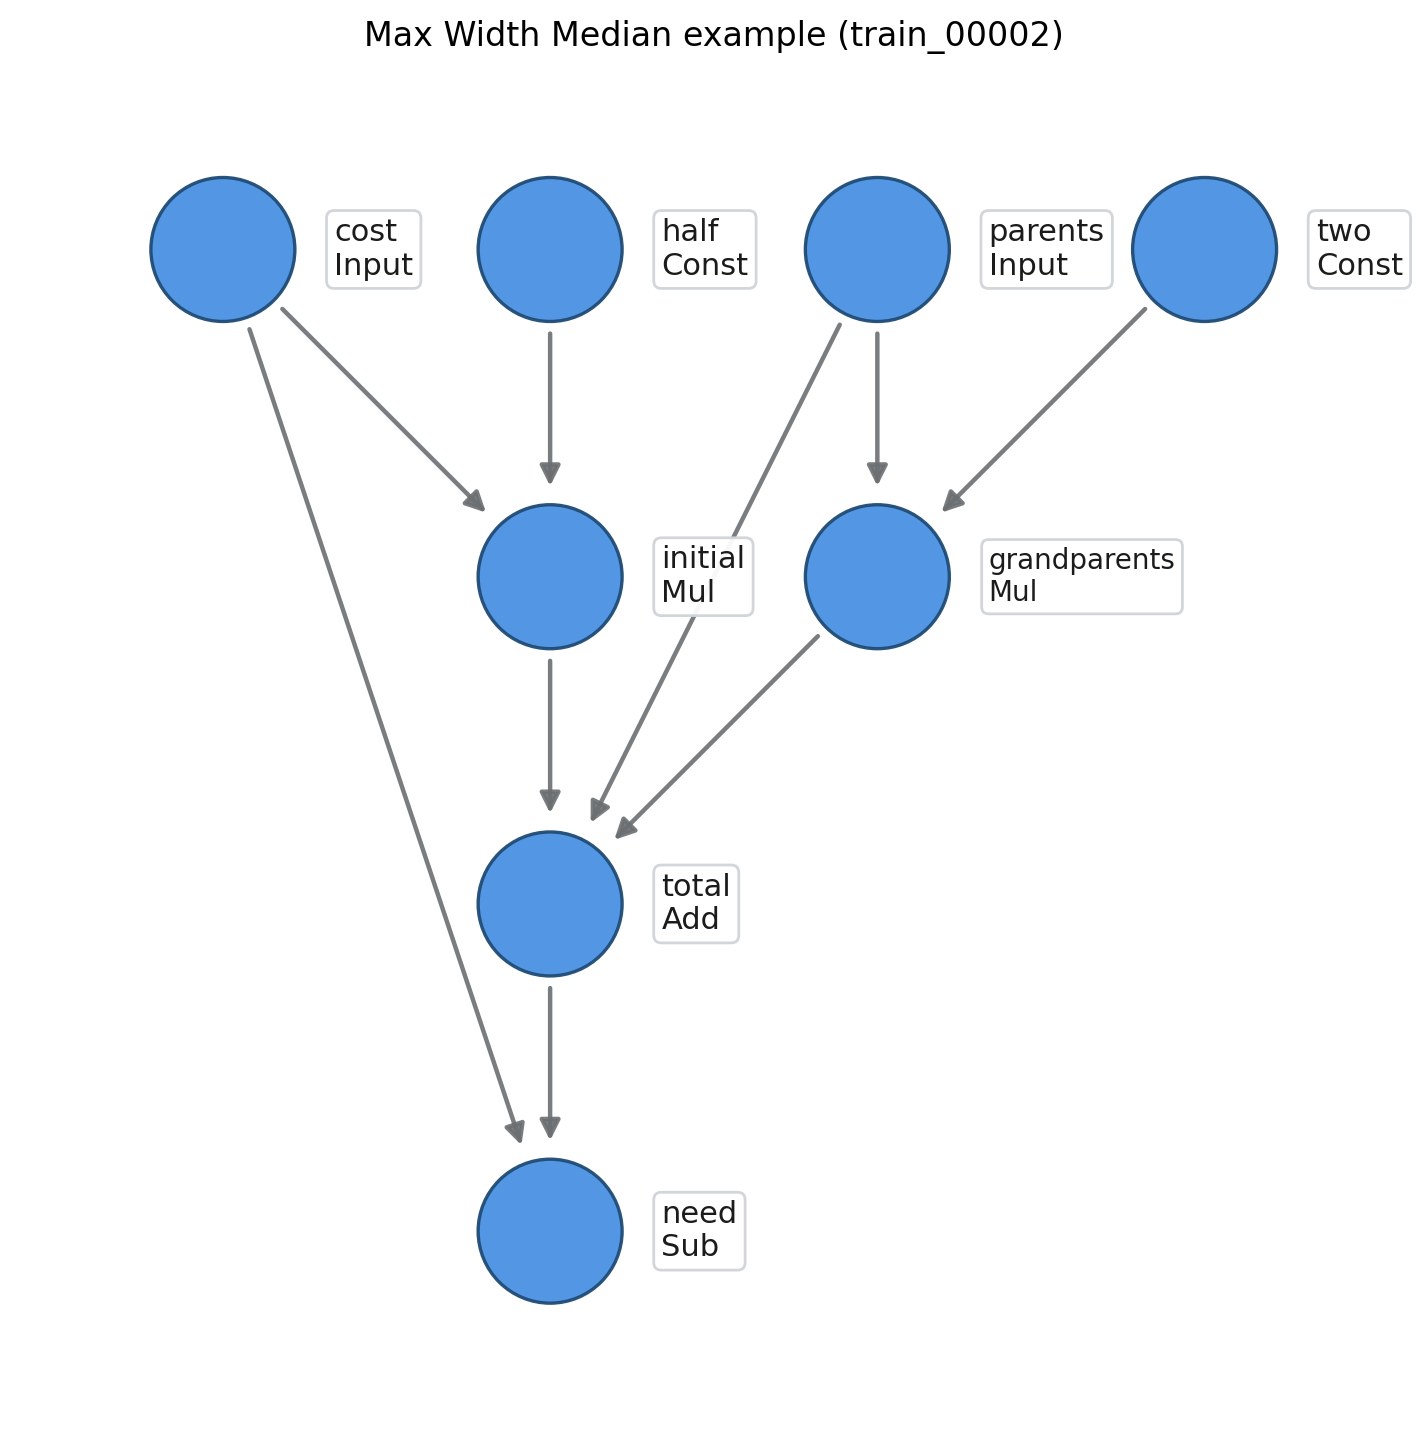 Max Width Median example (train_00002)
cost
Input
half
Const
parents
Input
two
Const
initial
Mul
grandparents
Mul
total
Add
need
Sub